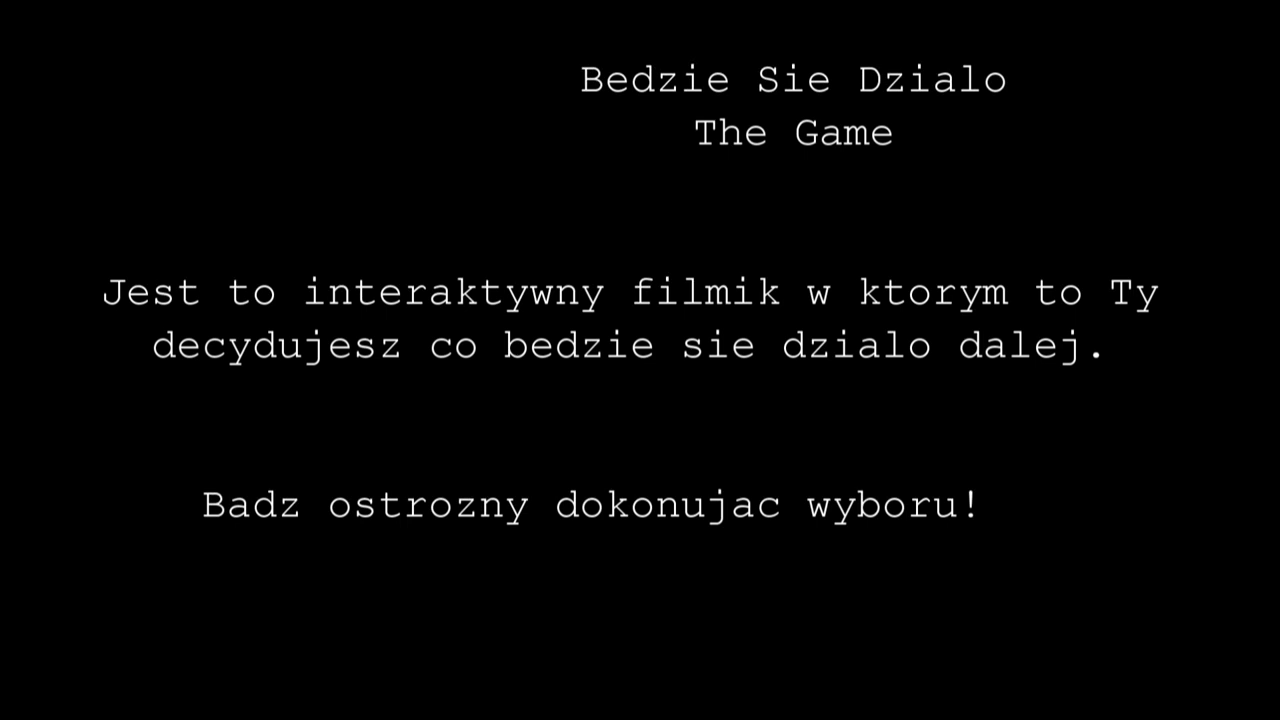 Bedzie Sie Dzialo
The Game
Jest to interaktywny filmik w ktorym to Ty
decydujesz co bedzie sie dzialo dalej.
Badz ostrozny dokonujac wyboru!